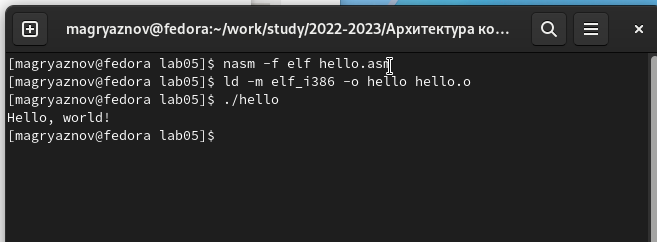 magryaznov@fedora:~/work/study/2022-2023/Архитектура ко...
[magryaznov@fedora lab05]$ nasm -f elf hello.asm
[magryaznov@fedora lab05]$ ld -m elf_i386 -o hello hello.o
[magryaznov@fedora lab05]$ ./hello
Hello, world!
[magryaznov@fedora lab05]$